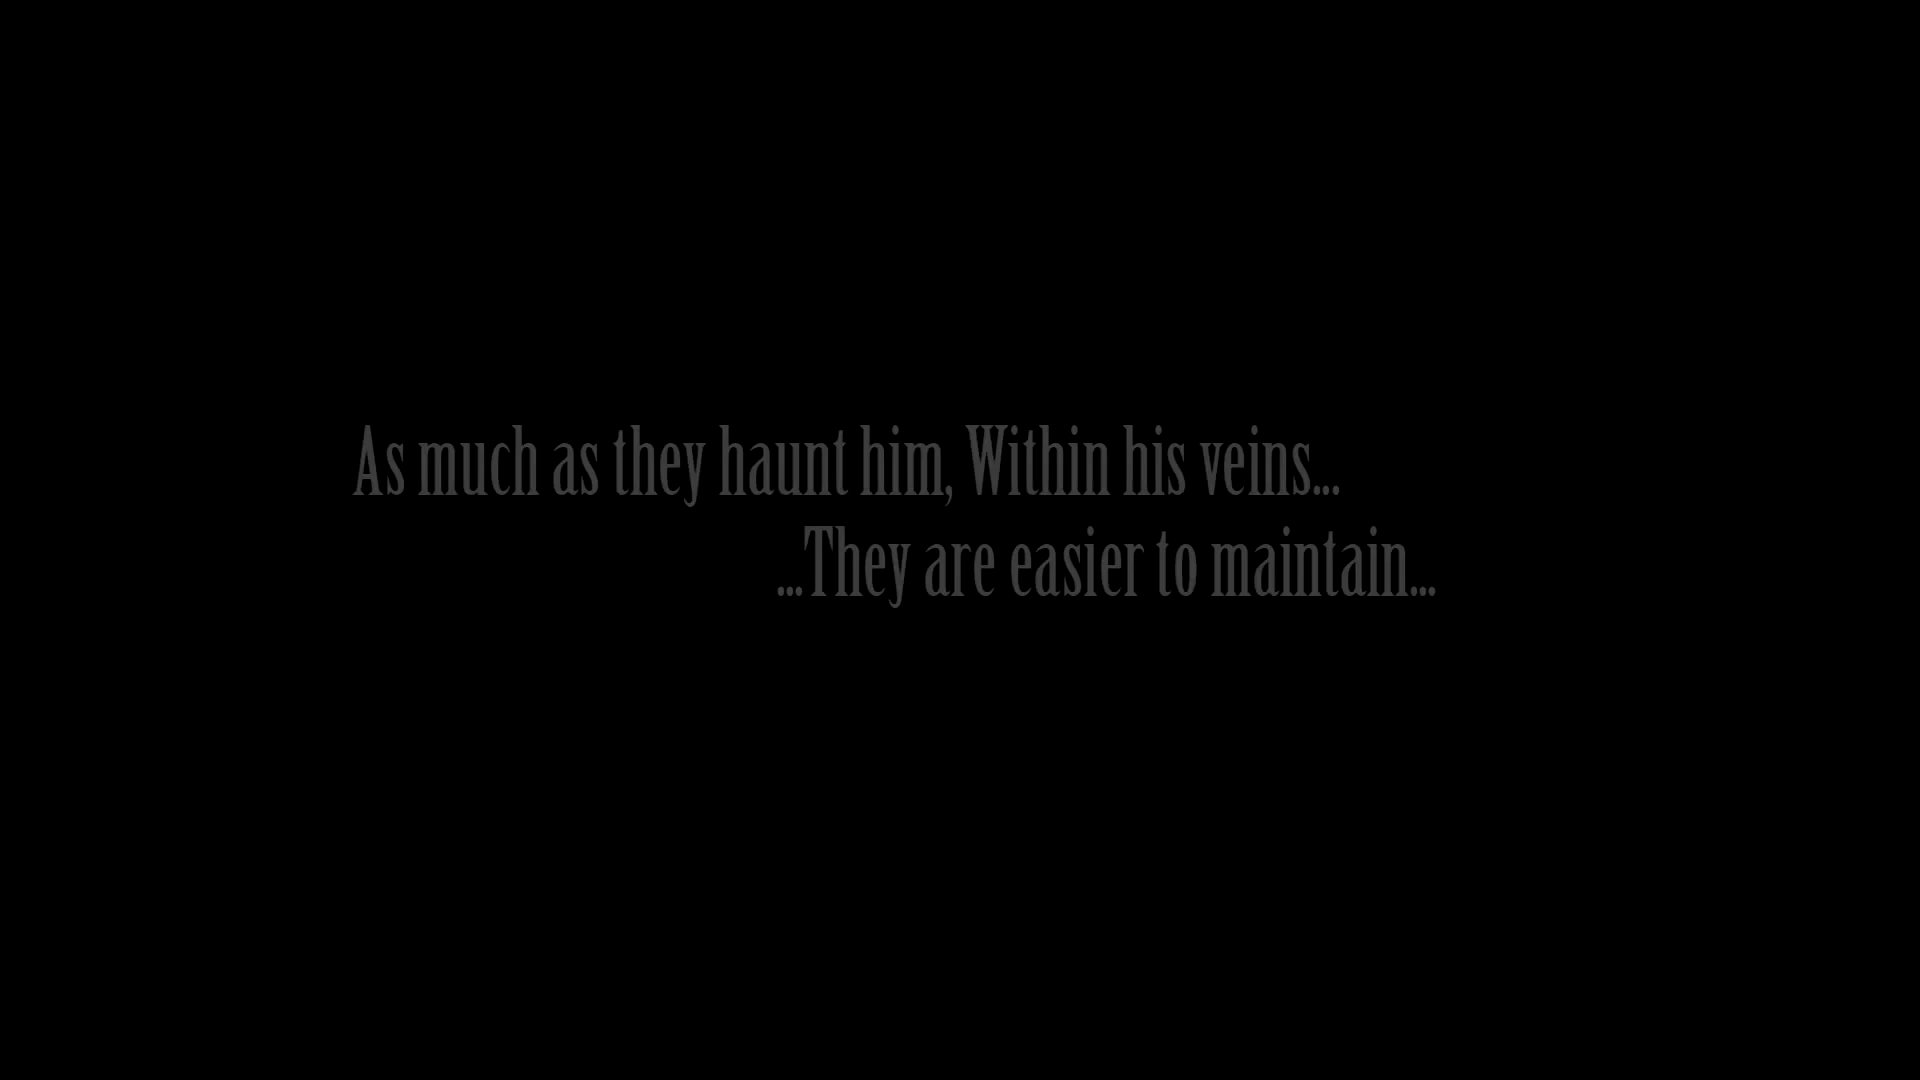 As much as they haunt him, Within his veins...
...They are easier to maintain...